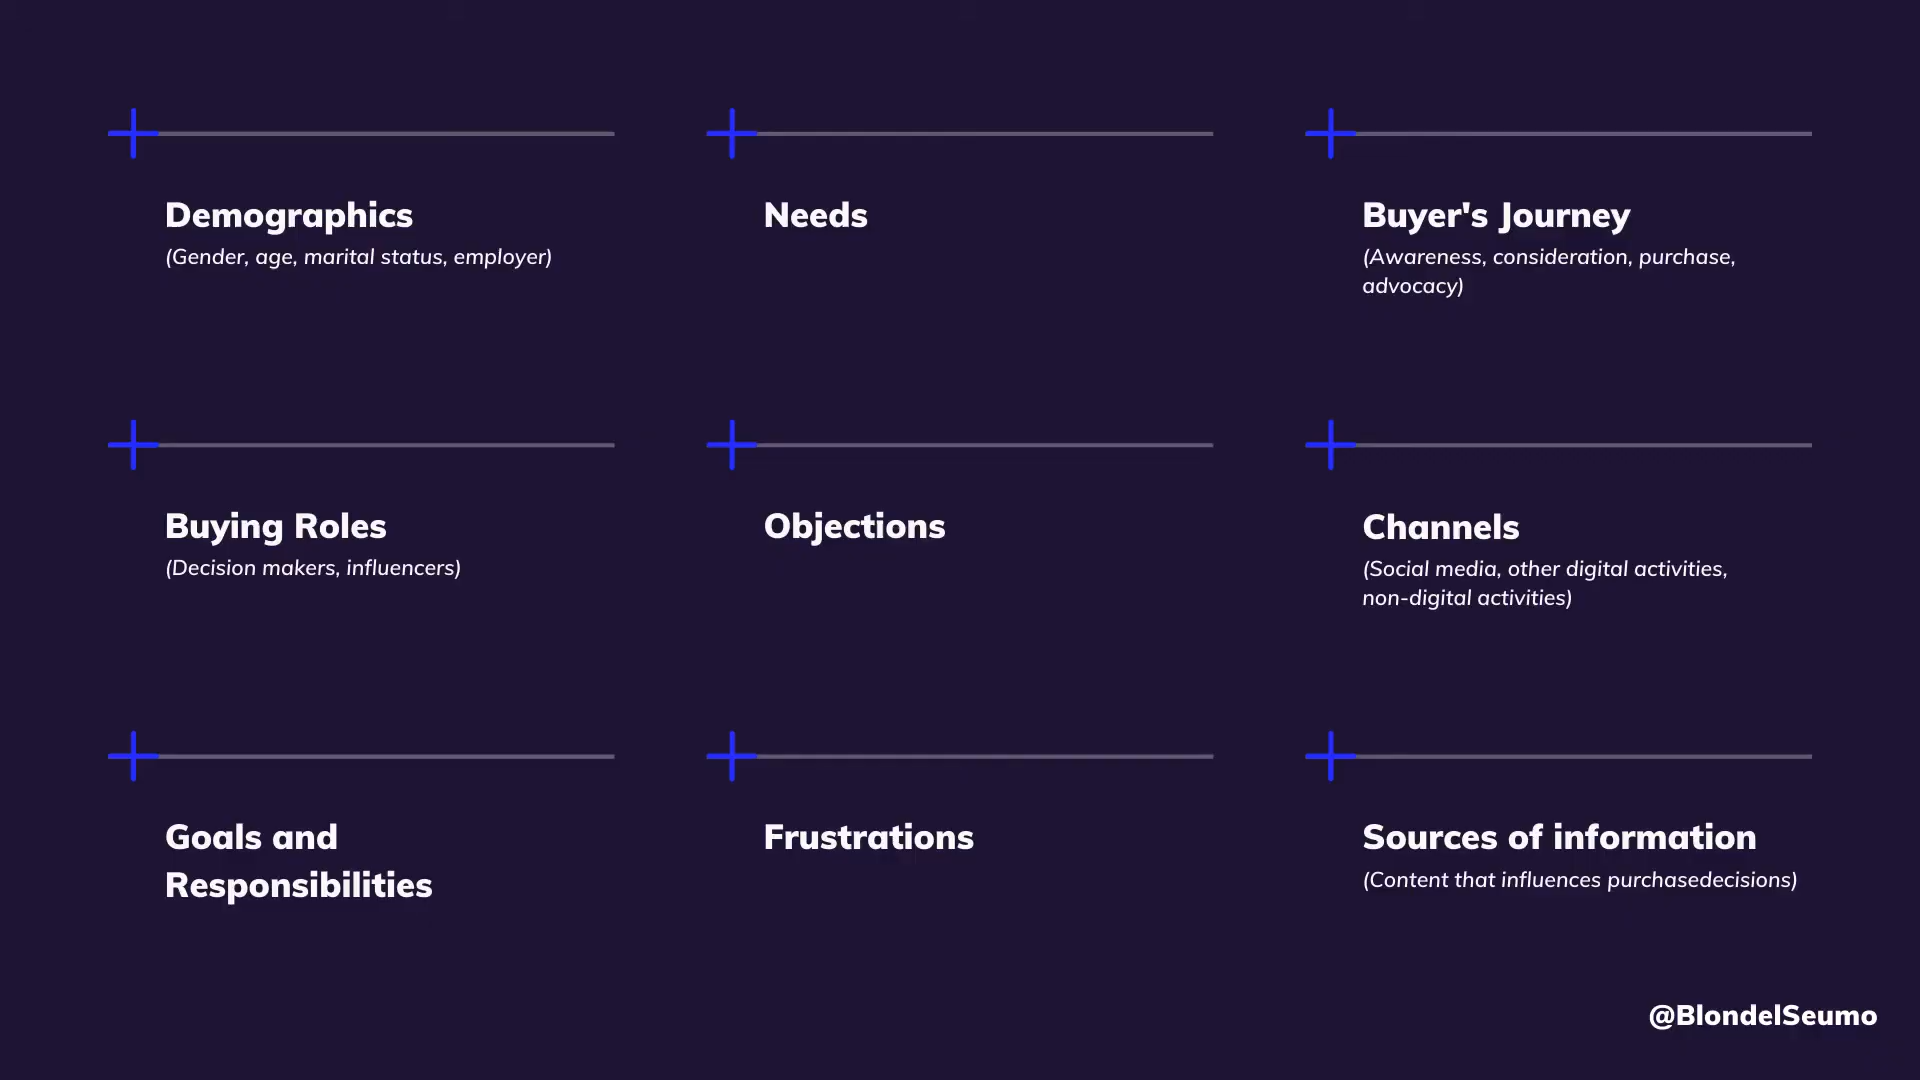 Demographics
(Gender, age, marital status, employer)
Needs
Buyer's Journey
(Awareness, consideration, purchase,
advocacy)
Buying Roles
(Decision makers, influencers)
Objections
Channels
(Social media, other digital activities,
non-digital activities)
Goals and
Responsibilities
Frustrations
Sources of information
(Content that influences purchasedecisions)
@BlondelSeumo